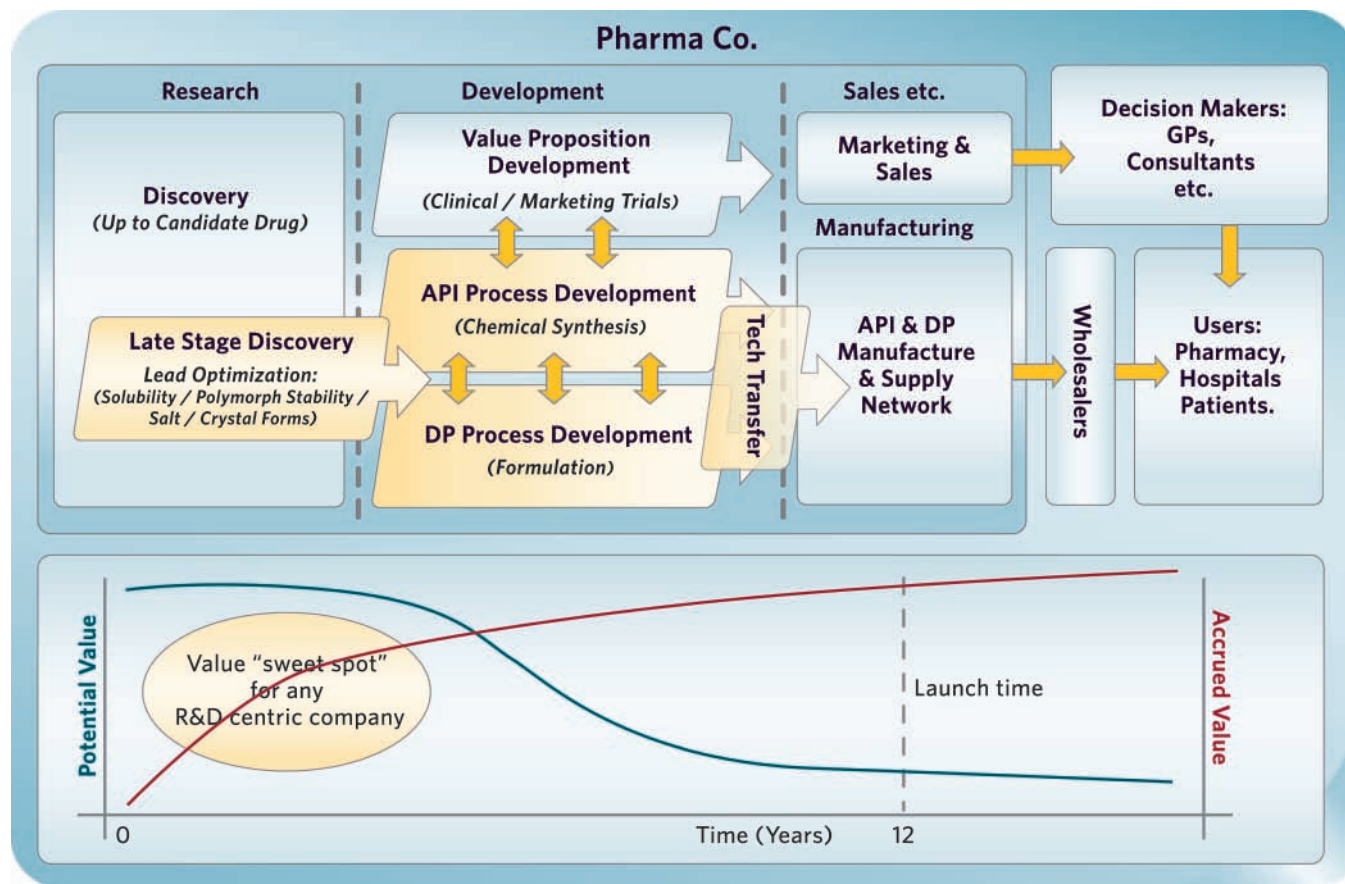 Pharma Co.
Research
Development
Sales etc.
Discovery
(Up to Candidate Drug)
Late Stage Discovery
Lead Optimization:
(Solubility / Polymorph Stability /
Salt / Crystal Forms)
Value Proposition
Development
(Clinical / Marketing Trials)
API Process Development
(Chemical Synthesis)
DP Process Development
(Formulation)
Tech Transfer
Marketing &
Sales
Manufacturing
API & DP
Manufacture
& Supply
Network
Decision Makers:
GPs,
Consultants
etc.
Wholesalers
Users:
Pharmacy,
Hospitals
Patients.
Potential Value
Value “sweet spot”
for any
R&D centric company
Launch time
Accrued Value
0
Time (Years)
12